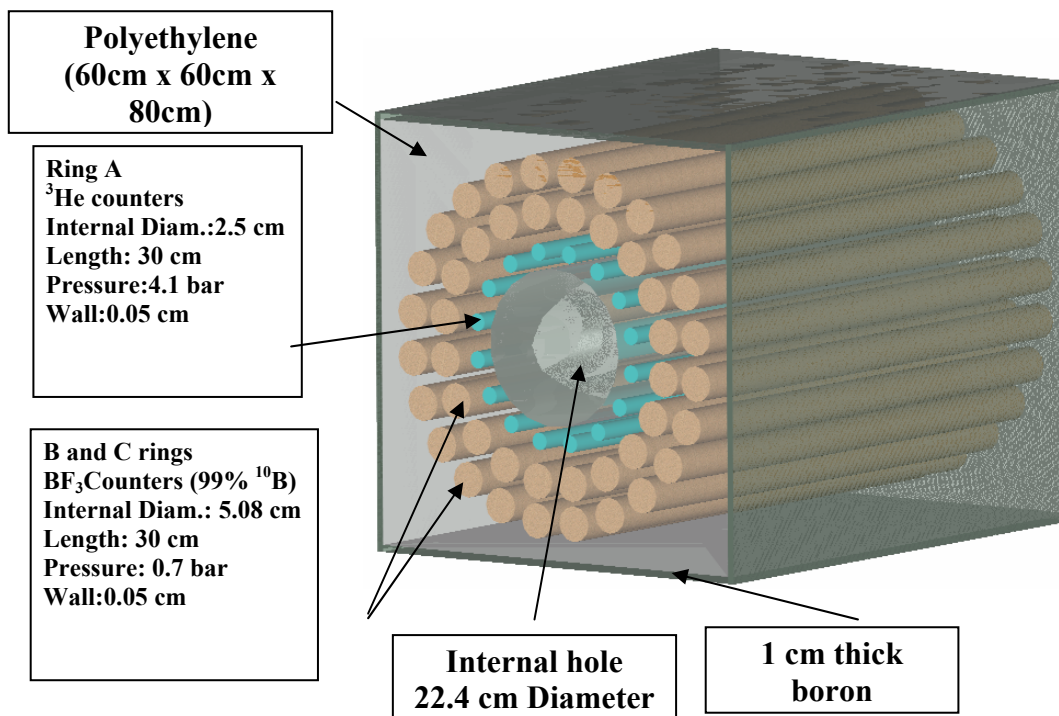 Polyethylene
(60cm x 60cm x
80cm)
Ring A
³He counters
Internal Diam.:2.5 cm
Length: 30 cm
Pressure:4.1 bar
Wall:0.05 cm
B and C rings
BF₃Counters (99% ¹⁰B)
Internal Diam.: 5.08 cm
Length: 30 cm
Pressure: 0.7 bar
Wall:0.05 cm
Internal hole
22.4 cm Diameter
1 cm thick
boron